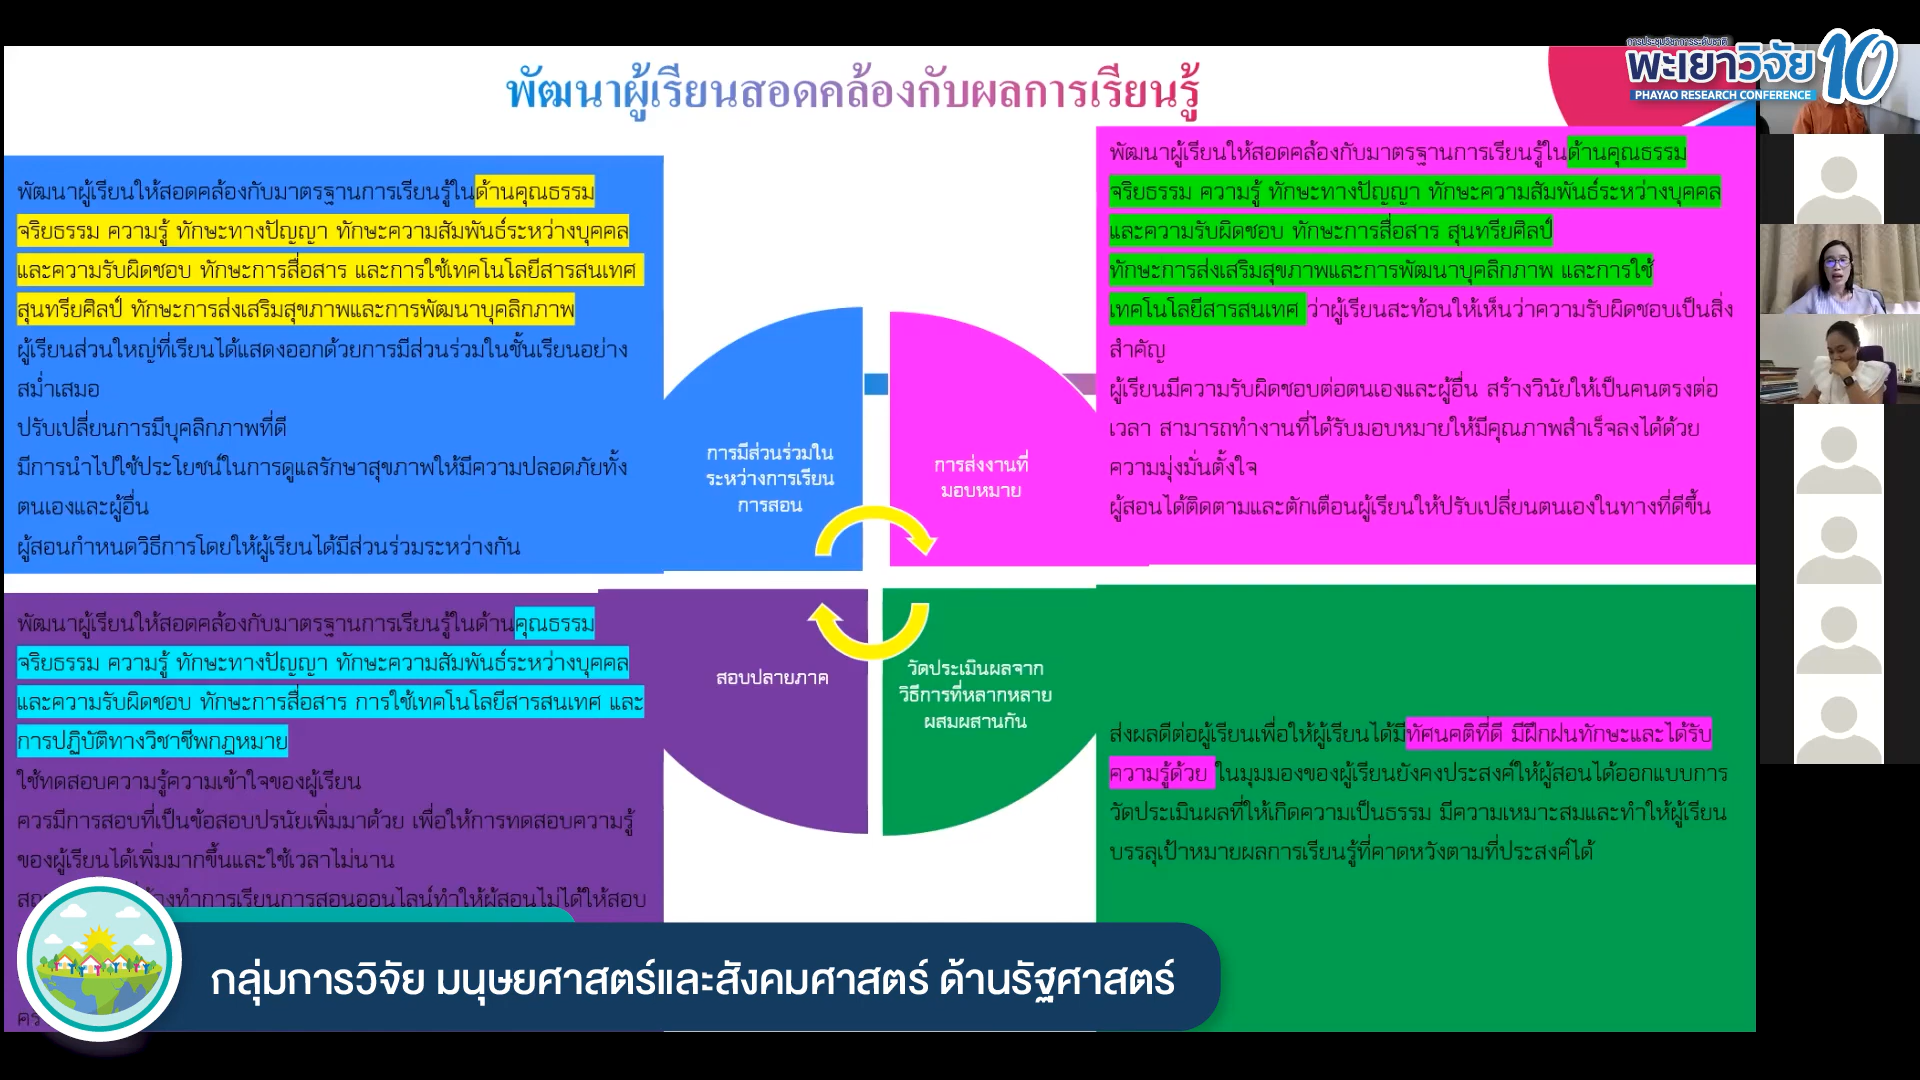 การประชุมวิชาการระดับชาติ
พะเยาวิจัย 10
PHAYAO RESEARCH CONFERENCE
พัฒนาผู้เรียนสอดคล้องกับผลการเรียนรู้
พัฒนาผู้เรียนให้สอดคล้องกับมาตรฐานการเรียนรู้ในด้านคุณธรรม
จริยธรรม ความรู้ ทักษะทางปัญญา ทักษะความสัมพันธ์ระหว่างบุคคล
และความรับผิดชอบ ทักษะการสื่อสาร และการใช้เทคโนโลยีสารสนเทศ
สุนทรียศิลป์ ทักษะการส่งเสริมสุขภาพและการพัฒนาบุคลิกภาพ
ผู้เรียนส่วนใหญ่ที่เรียนได้แสดงออกด้วยการมีส่วนร่วมในชั้นเรียนอย่าง
สม่ำเสมอ
ปรับเปลี่ยนการมีบุคลิกภาพที่ดี
มีการนำไปใช้ประโยชน์ในการดูแลรักษาสุขภาพให้มีความปลอดภัยทั้ง
ตนเองและผู้อื่น
ผู้สอนกำหนดวิธีการโดยให้ผู้เรียนได้มีส่วนร่วมระหว่างกัน
การมีส่วนร่วมใน
ระหว่างการเรียน
การสอน
การส่งงานที่
มอบหมาย
พัฒนาผู้เรียนให้สอดคล้องกับมาตรฐานการเรียนรู้ในด้านคุณธรรม
จริยธรรม ความรู้ ทักษะทางปัญญา ทักษะความสัมพันธ์ระหว่างบุคคล
และความรับผิดชอบ ทักษะการสื่อสาร สุนทรียศิลป์
ทักษะการส่งเสริมสุขภาพและการพัฒนาบุคลิกภาพ และการใช้
เทคโนโลยีสารสนเทศ ว่าผู้เรียนสะท้อนให้เห็นว่าความรับผิดชอบเป็นสิ่ง
สำคัญ
ผู้เรียนมีความรับผิดชอบต่อตนเองและผู้อื่น สร้างวินัยให้เป็นคนตรงต่อ
เวลา สามารถทำงานที่ได้รับมอบหมายให้มีคุณภาพสำเร็จลงได้ด้วย
ความมุ่งมั่นตั้งใจ
ผู้สอนได้ติดตามและตักเตือนผู้เรียนให้ปรับเปลี่ยนตนเองในทางที่ดีขึ้น
พัฒนาผู้เรียนให้สอดคล้องกับมาตรฐานการเรียนรู้ในด้านคุณธรรม
จริยธรรม ความรู้ ทักษะทางปัญญา ทักษะความสัมพันธ์ระหว่างบุคคล
และความรับผิดชอบ ทักษะการสื่อสาร การใช้เทคโนโลยีสารสนเทศ และ
การปฏิบัติทางวิชาชีพกฎหมาย
ใช้ทดสอบความรู้ความเข้าใจของผู้เรียน
ควรมีการสอบที่เป็นข้อสอบปรนัยเพิ่มมาด้วย เพื่อให้การทดสอบความรู้
ของผู้เรียนได้เพิ่มมากขึ้นและใช้เวลาไม่นาน
ทำการเรียนการสอนออนไลน์ทำให้ผู้สอนไม่ได้ให้สอบ
สอบปลายภาค
วัดประเมินผลจาก
วิธีการที่หลากหลาย
ผสมผสานกัน
ส่งผลดีต่อผู้เรียนเพื่อให้ผู้เรียนได้มีทัศนคติที่ดี มีฝึกฝนทักษะและได้รับ
ความรู้ด้วย ในมุมมองของผู้เรียนยังคงประสงค์ให้ผู้สอนได้ออกแบบการ
วัดประเมินผลที่ให้เกิดความเป็นธรรม มีความเหมาะสมและทำให้ผู้เรียน
บรรลุเป้าหมายผลการเรียนรู้ที่คาดหวังตามที่ประสงค์ได้
กลุ่มการวิจัย มนุษยศาสตร์และสังคมศาสตร์ ด้านรัฐศาสตร์